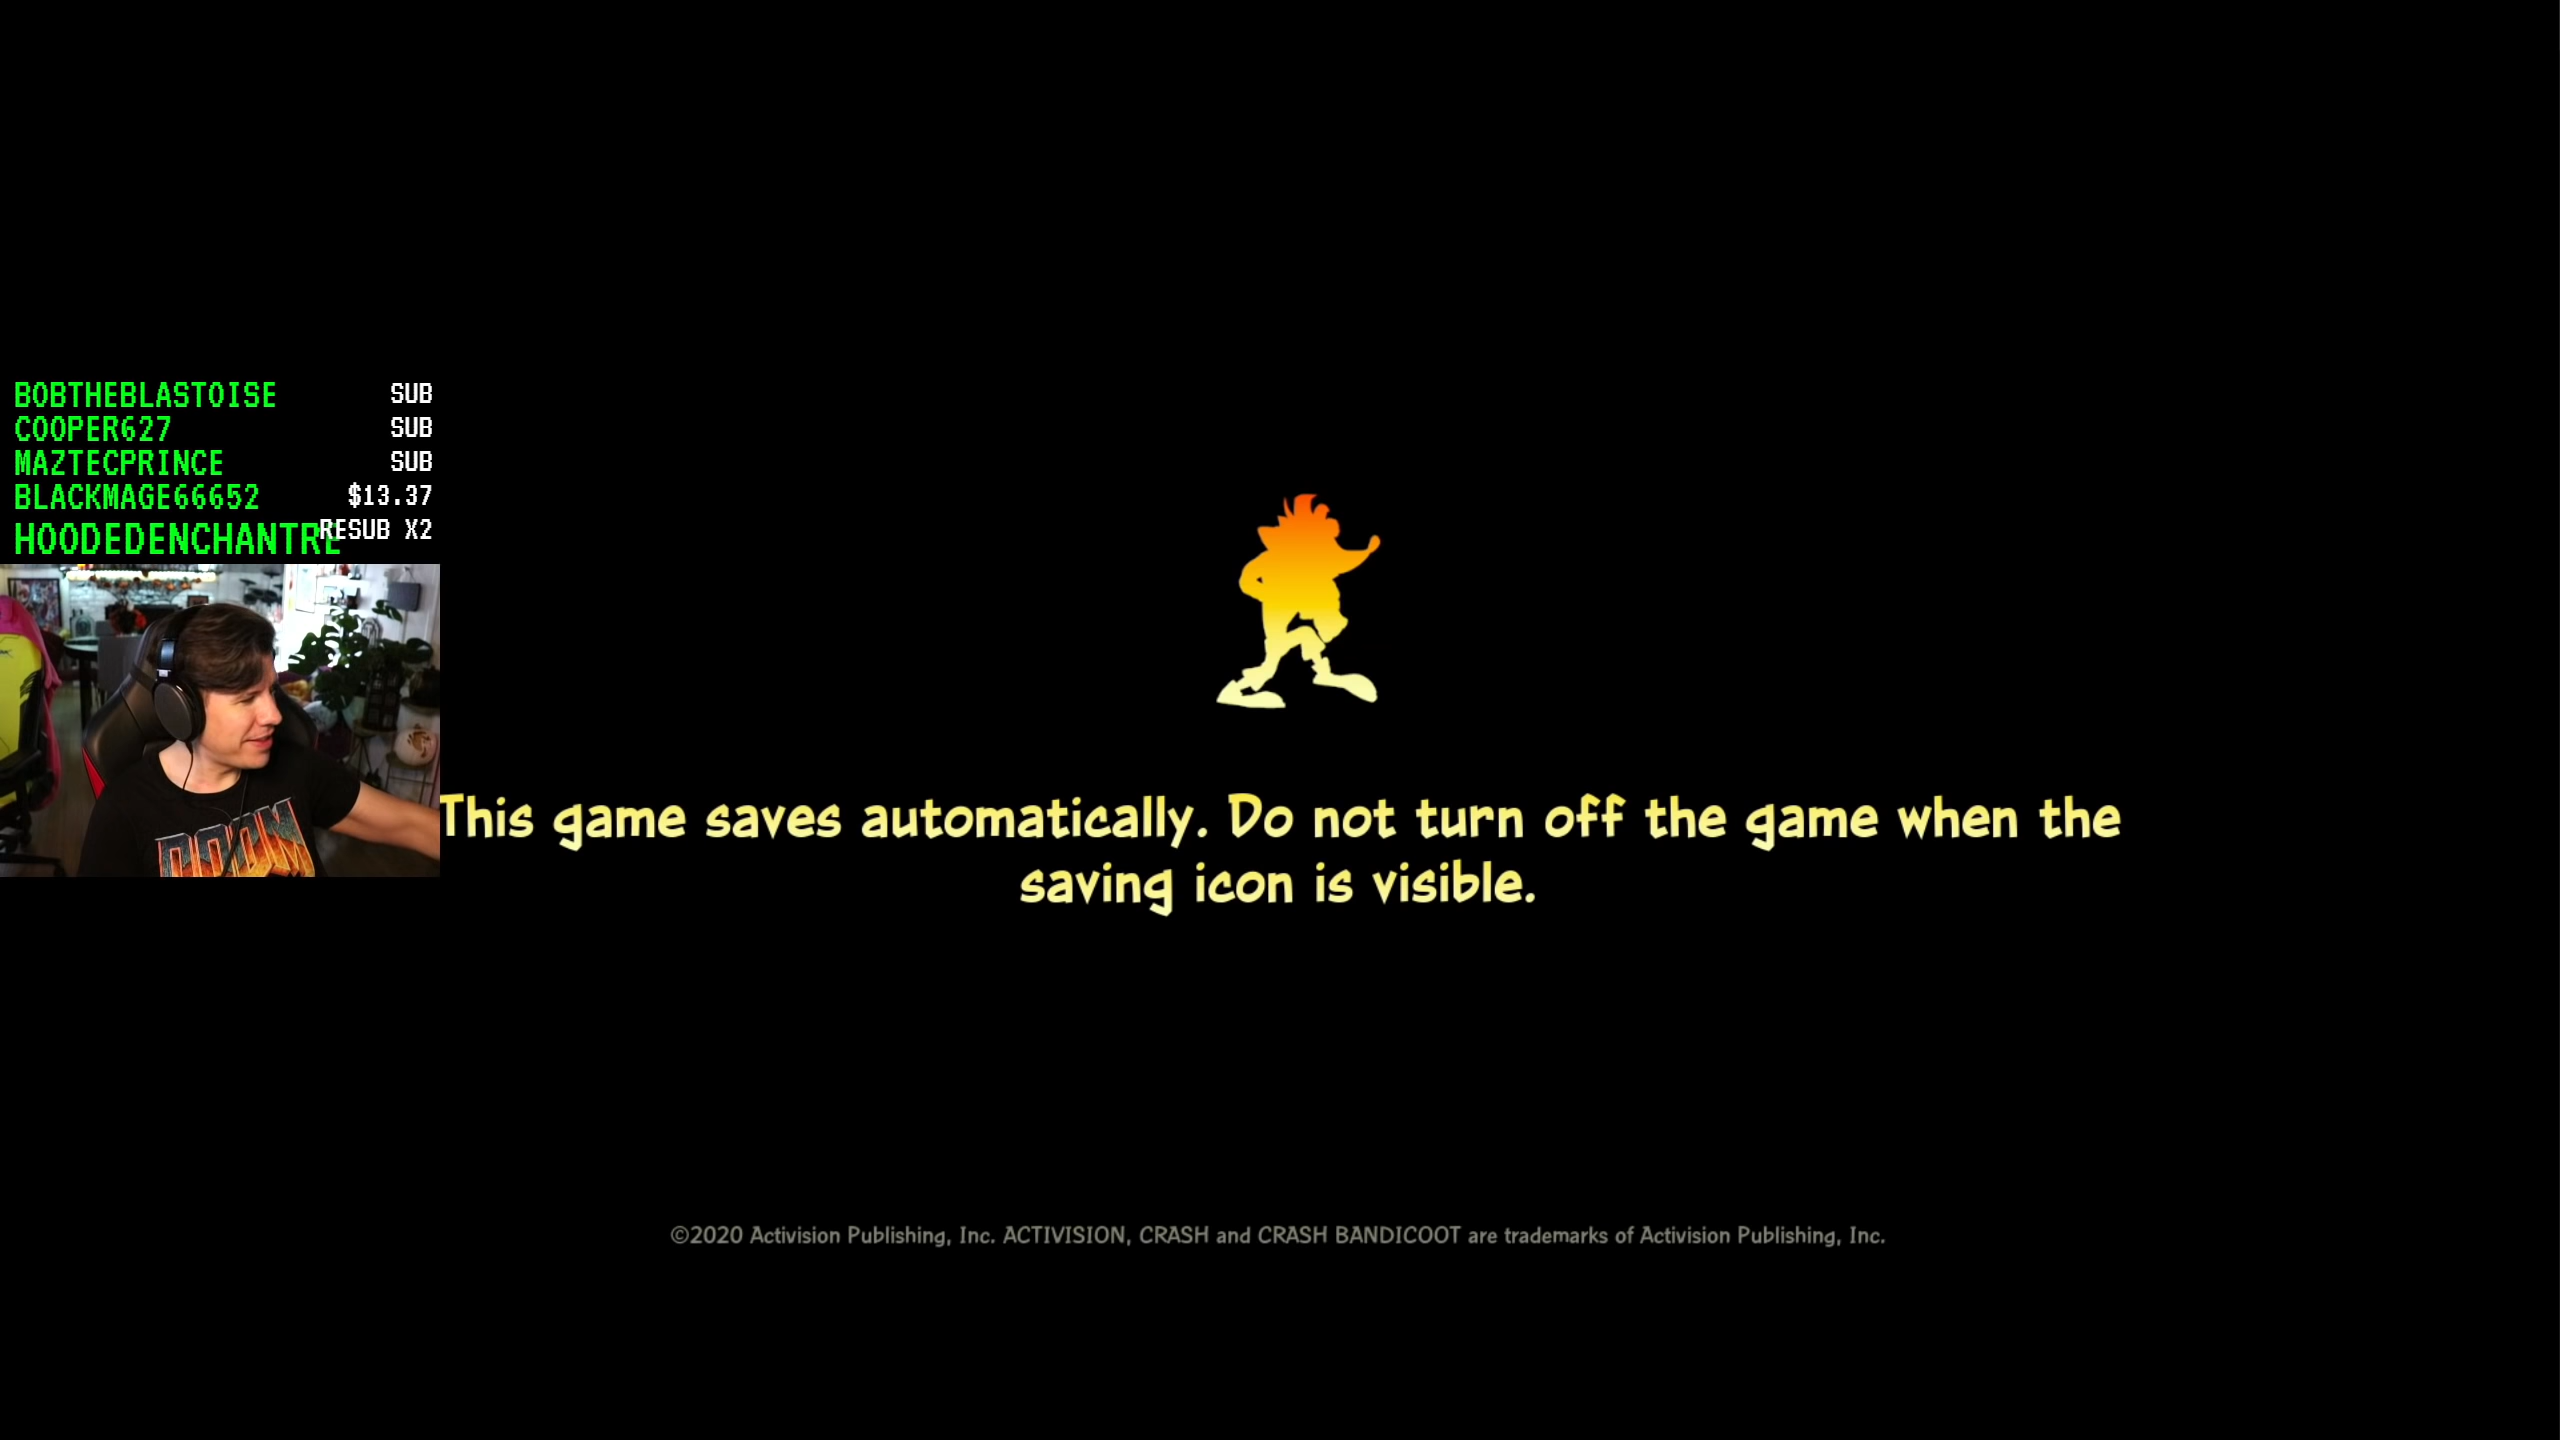 BOBTHEBLASTOISE SUB
COOPER627 SUB
MAZTECPRINCE SUB
BLACKMAGE66652 $13.37
HOODEDENCHANTRE RESUB X2
DOOM
This game saves automatically. Do not turn off the game when the
saving icon is visible.
©2020 Activision Publishing, Inc. ACTIVISION, CRASH and CRASH BANDICOOT are trademarks of Activision Publishing, Inc.